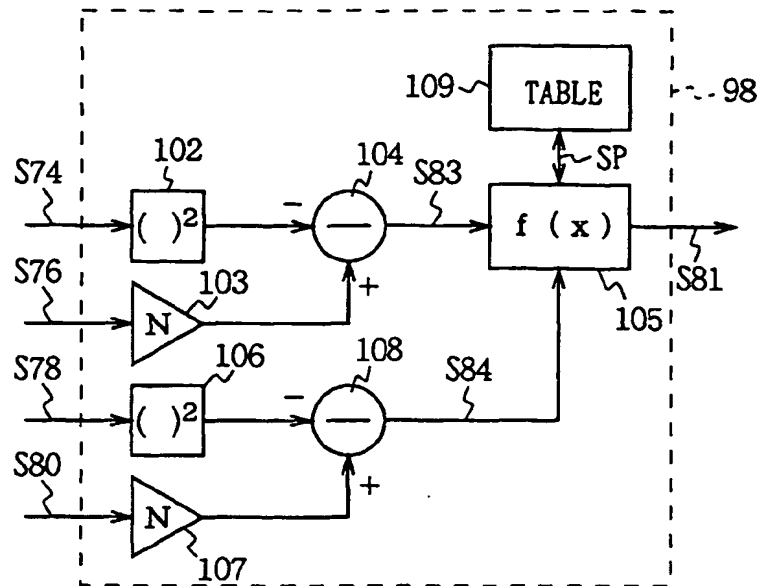 109
TABLE
98
S74
102
104
S83
SP
( )²
−
−
f (x)
S76
103
+
S81
N
105
S78
106
108
S84
( )²
−
−
S80
+
N
107